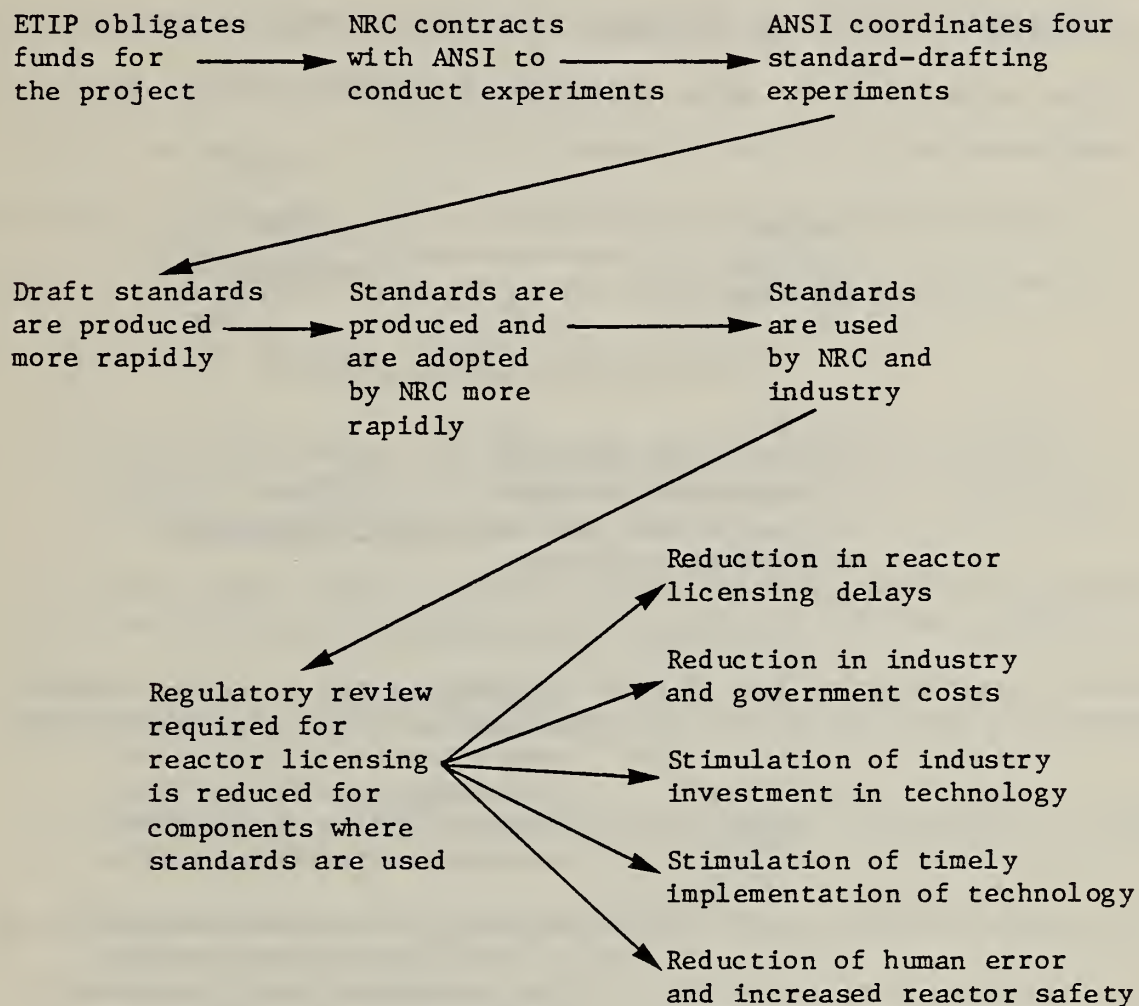 ETIP obligates
funds for
the project
NRC contracts
with ANSI to
conduct experiments
ANSI coordinates four
standard-drafting
experiments
Draft standards
are produced
more rapidly
Standards are
produced and
are adopted
by NRC more
rapidly
Standards
are used
by NRC and
industry
Regulatory review
required for
reactor licensing
is reduced for
components where
standards are used
Reduction in reactor
licensing delays
Reduction in industry
and government costs
Stimulation of industry
investment in technology
Stimulation of timely
implementation of technology
Reduction of human error
and increased reactor safety